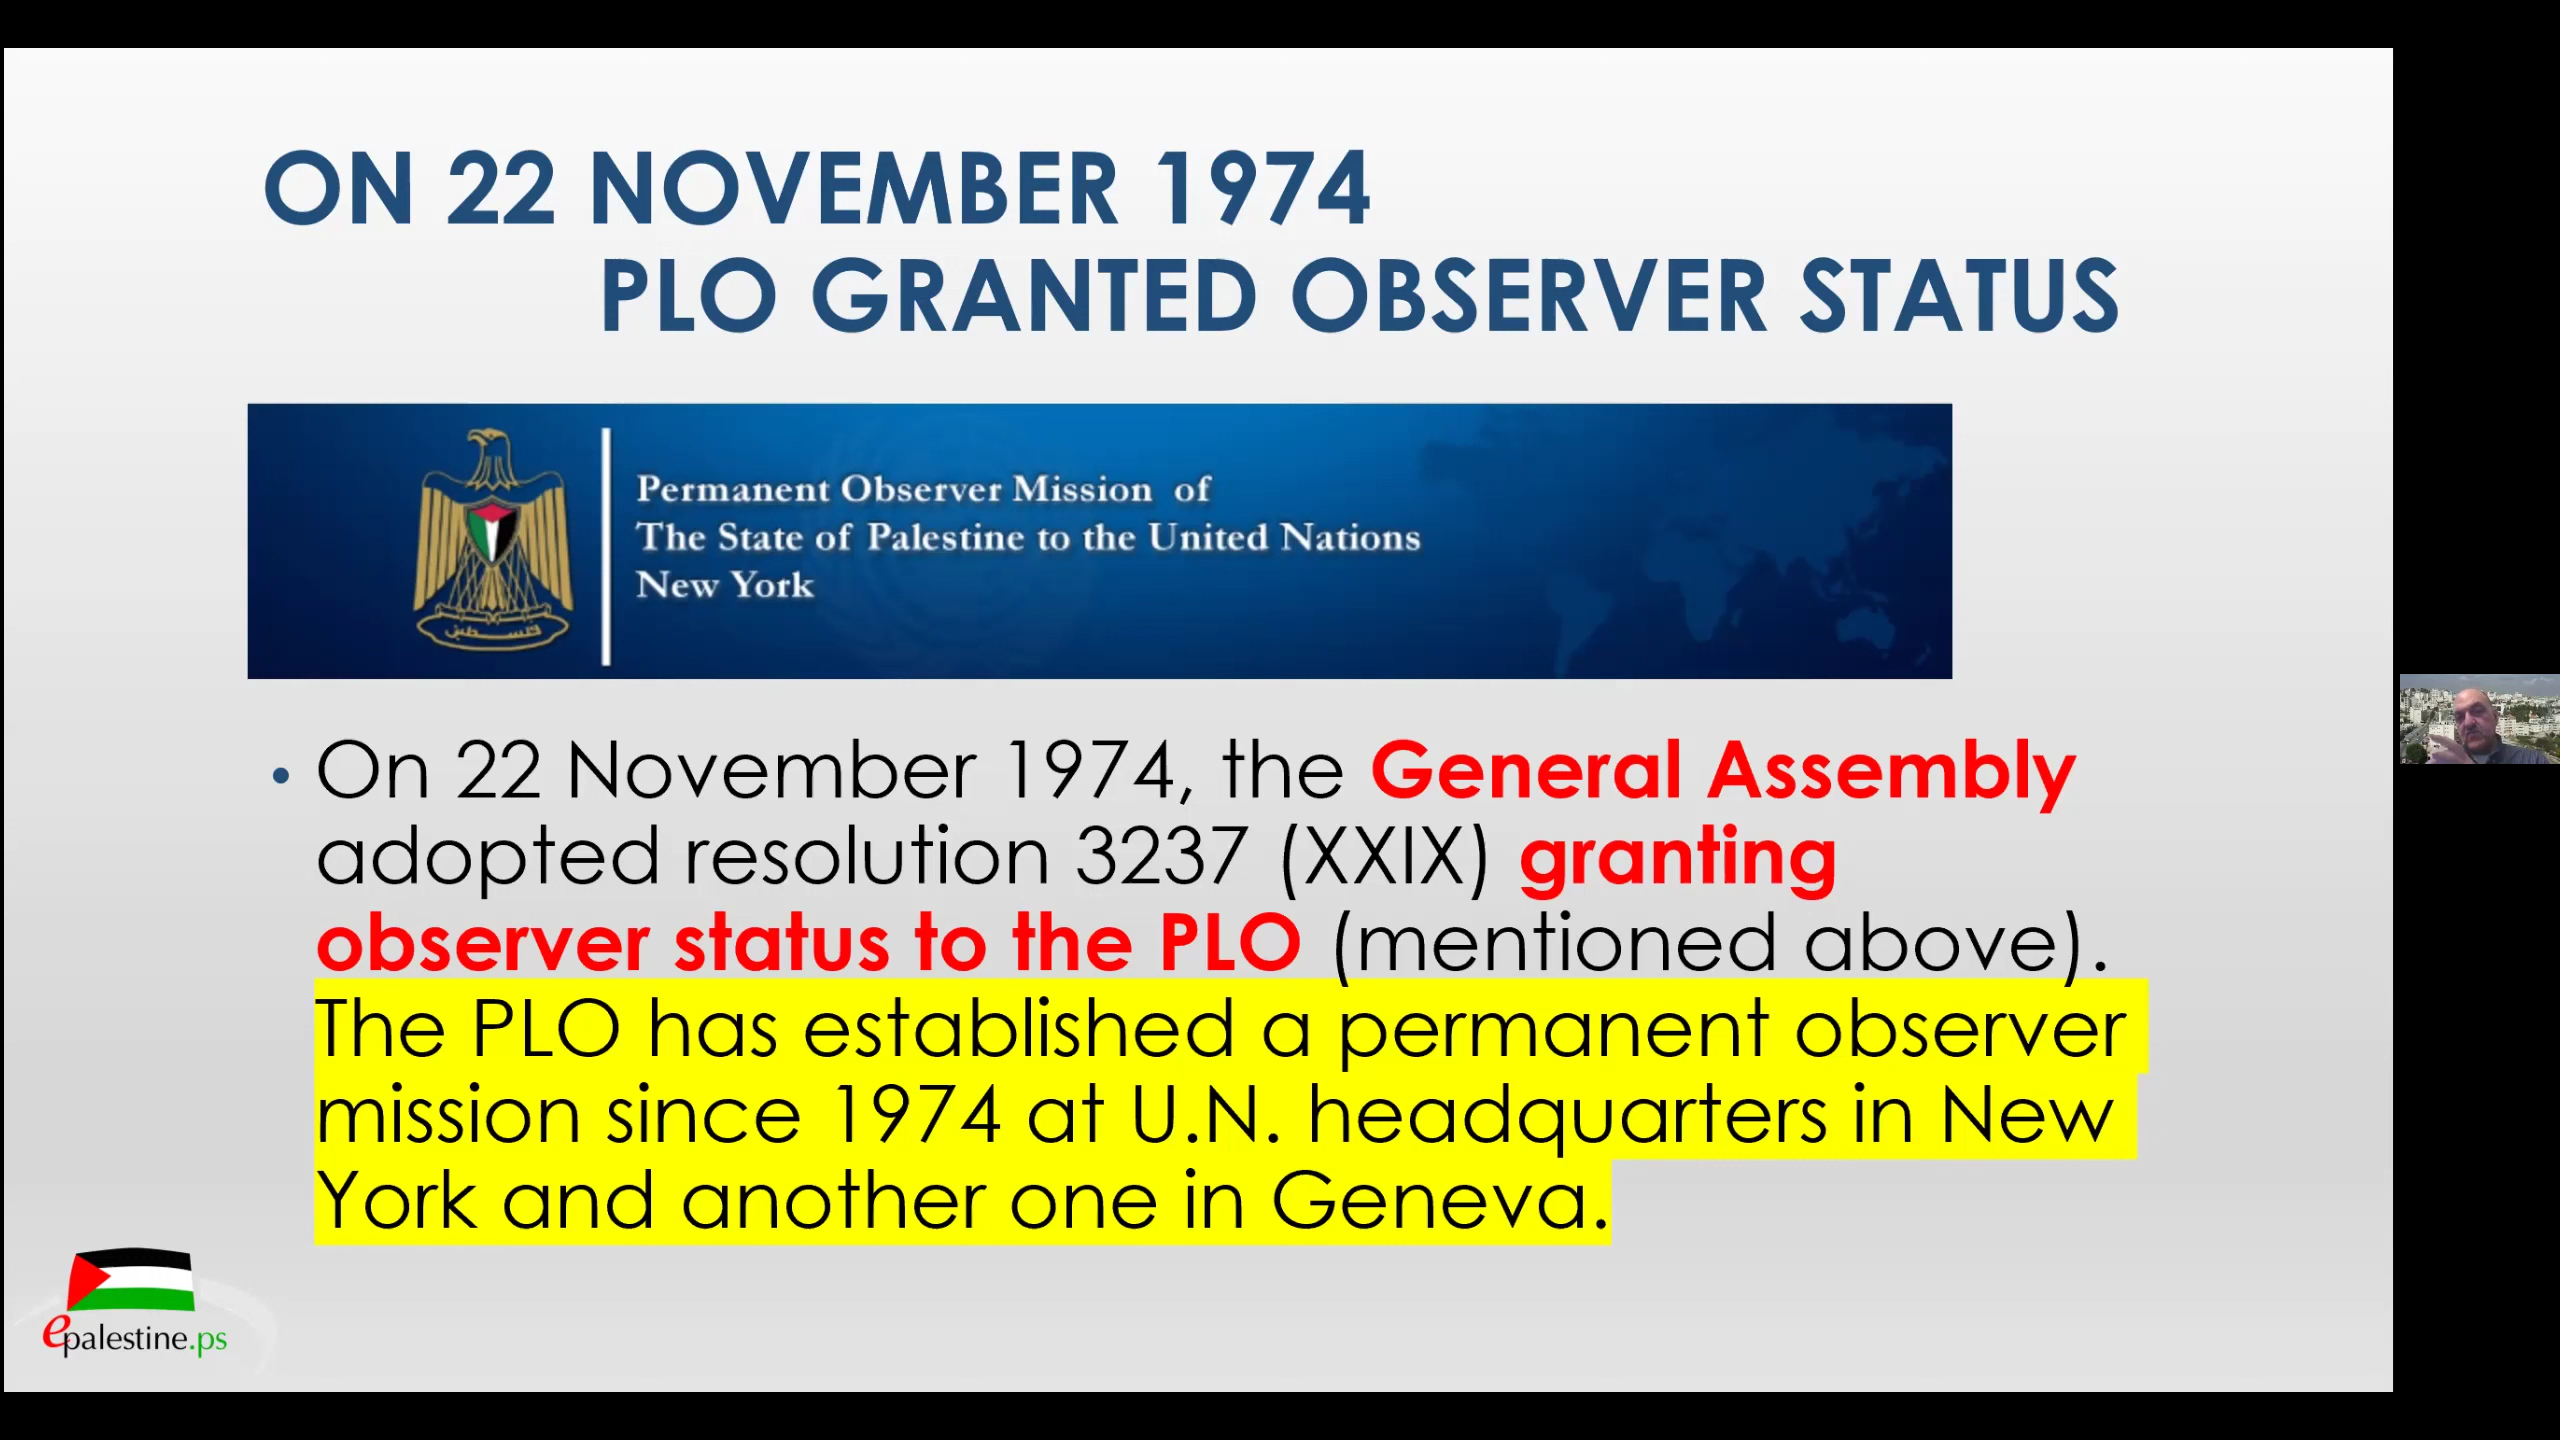 ON 22 NOVEMBER 1974
PLO GRANTED OBSERVER STATUS
Permanent Observer Mission of
The State of Palestine to the United Nations
New York
فلسطين
• On 22 November 1974, the General Assembly
adopted resolution 3237 (XXIX) granting
observer status to the PLO (mentioned above).
The PLO has established a permanent observer
mission since 1974 at U.N. headquarters in New
York and another one in Geneva.
epalestine.ps